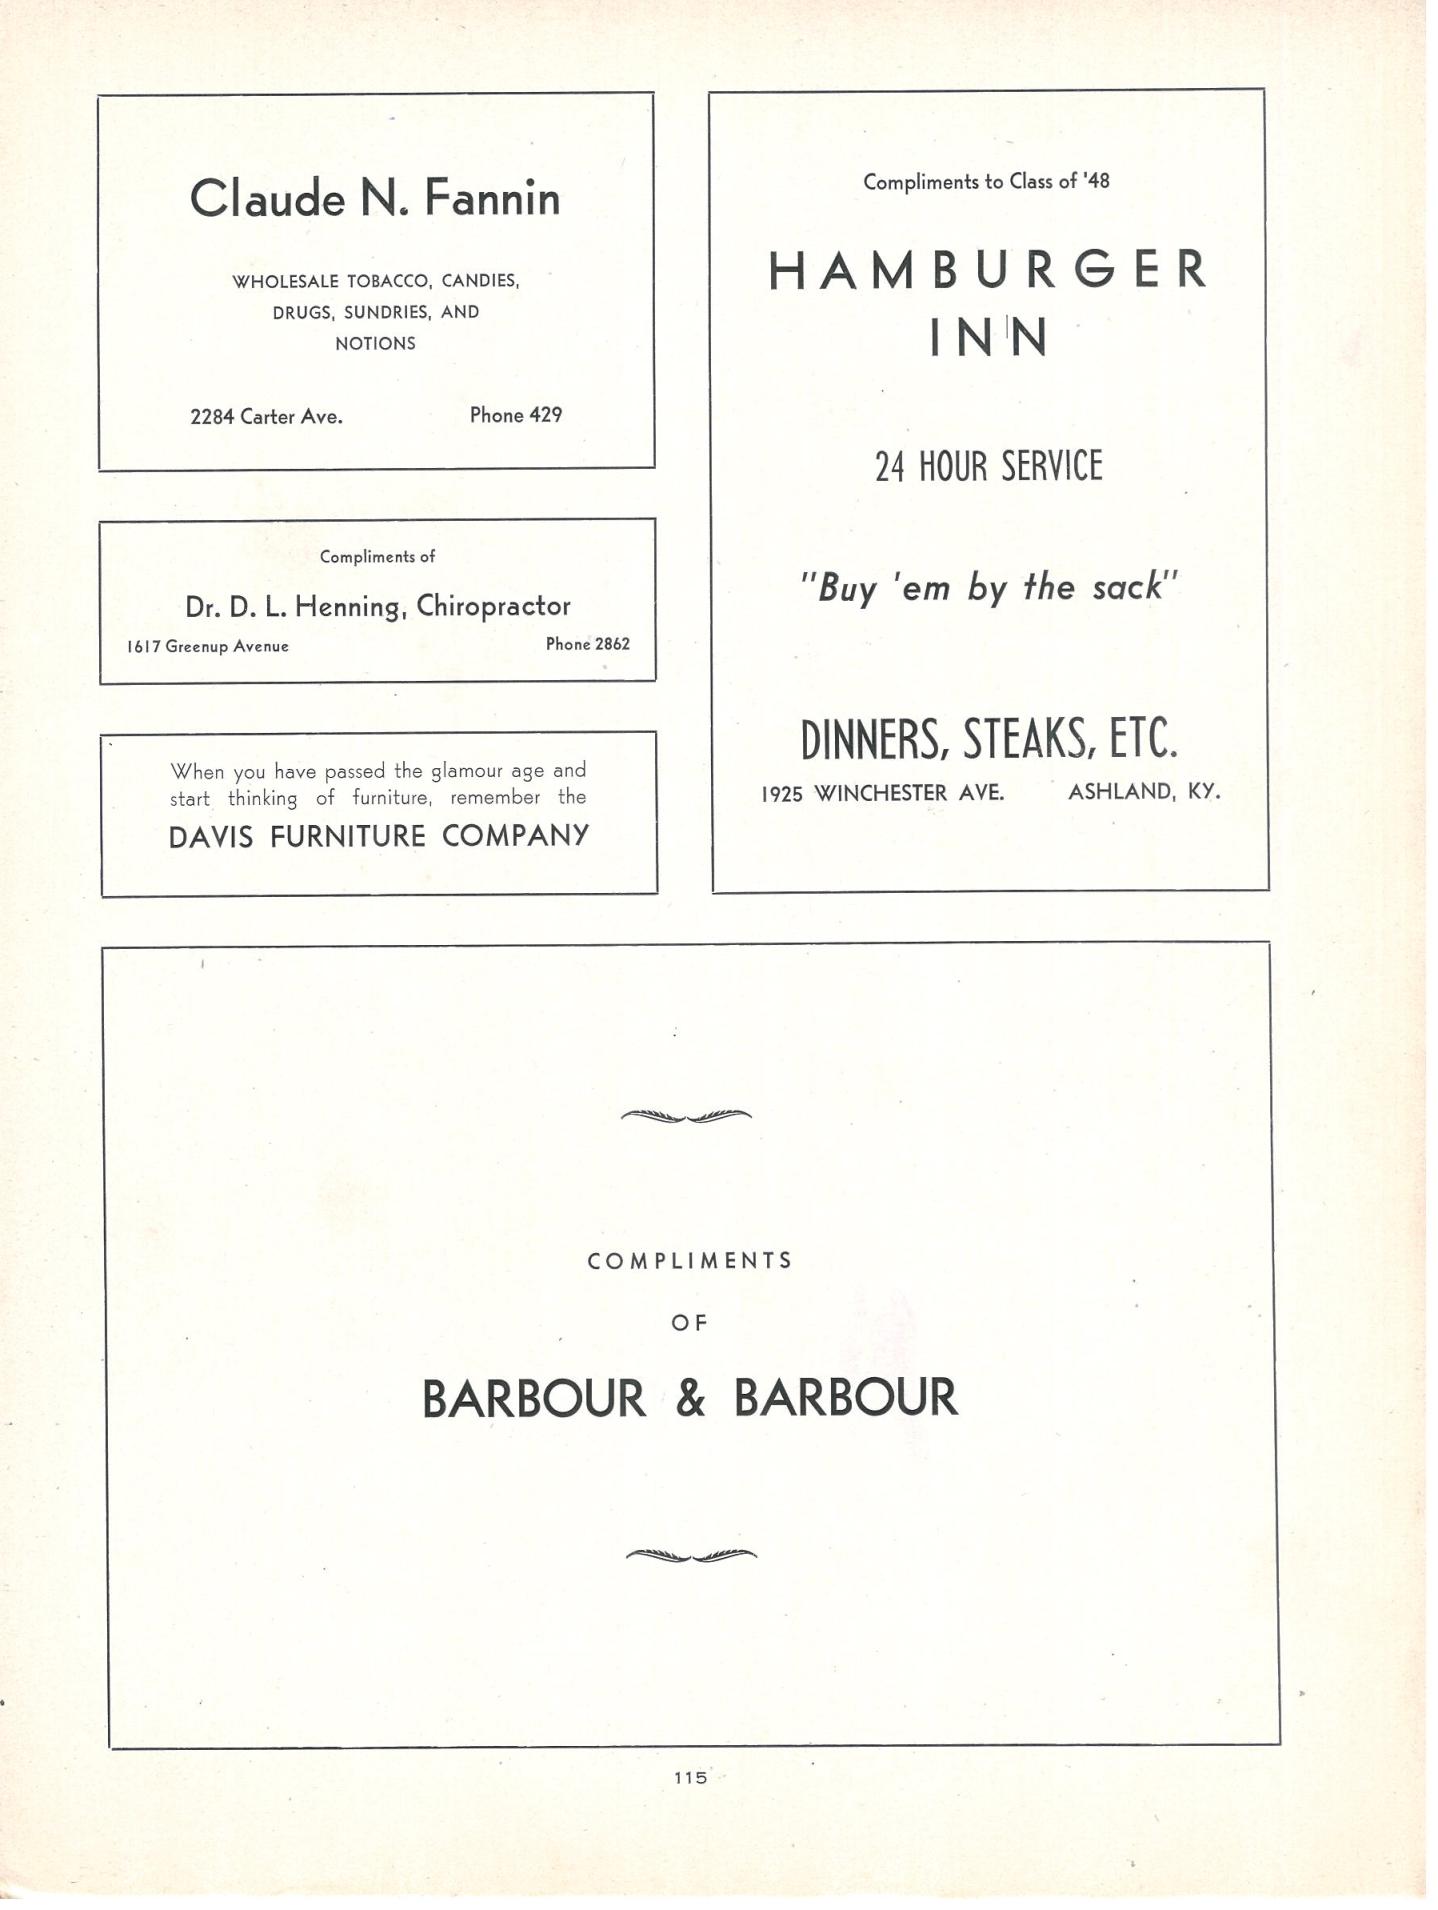 Claude N. Fannin
WHOLESALE TOBACCO, CANDIES,
DRUGS, SUNDRIES, AND
NOTIONS
2284 Carter Ave. Phone 429
Compliments of
Dr. D. L. Henning, Chiropractor
1617 Greenup Avenue Phone 2862
When you have passed the glamour age and
start thinking of furniture, remember the
DAVIS FURNITURE COMPANY
Compliments to Class of '48
HAMBURGER
INN
24 HOUR SERVICE
"Buy 'em by the sack"
DINNERS, STEAKS, ETC.
1925 WINCHESTER AVE. ASHLAND, KY.
COMPLIMENTS
OF
BARBOUR & BARBOUR
115